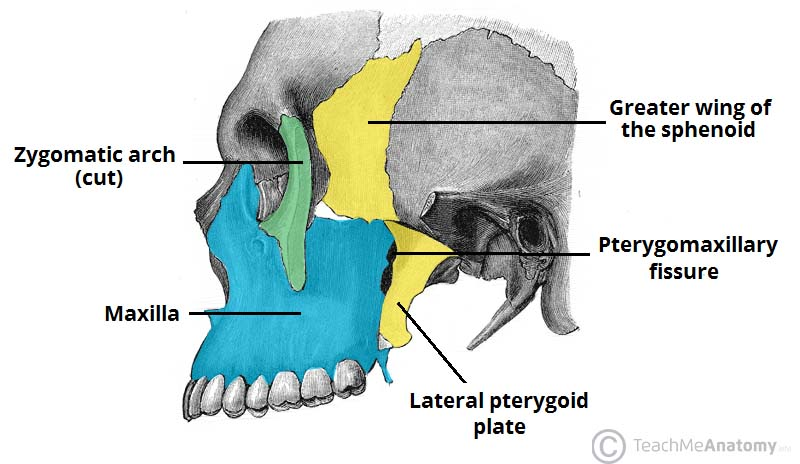 Greater wing of
the sphenoid
Zygomatic arch
(cut)
Pterygomaxillary
fissure
Maxilla
Lateral pterygoid
plate
© TeachMeAnatomy